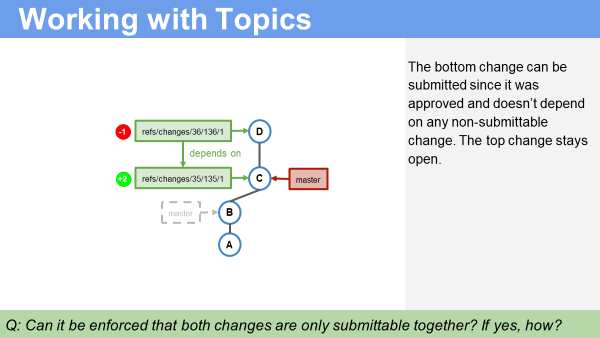 Working with Topics
The bottom change can be
submitted since it was
approved and doesn't depend
on any non-submittable
change. The top change stays
open.
-1
refs/changes/36/136/1
D
depends on
+2
refs/changes/35/135/1
C
master
master
B
A
Q: Can it be enforced that both changes are only submittable together? If yes, how?